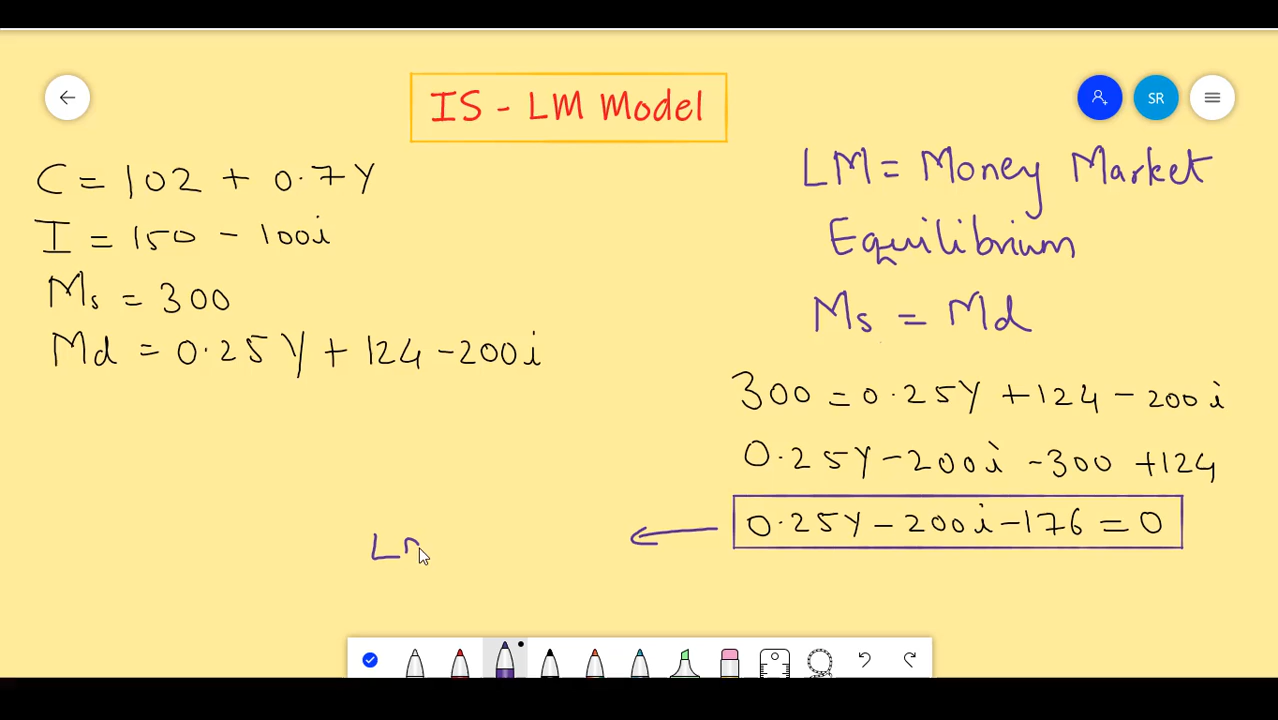 IS - LM Model
SR
C = 102 + 0.7Y
I = 150 - 100i
Ms = 300
Md = 0.25Y + 124 - 200i
LM = Money Market
Equilibrium
Ms = Md
300 = 0.25Y + 124 - 200i
0.25Y - 200i - 300 + 124
0.25Y - 200i - 176 = 0